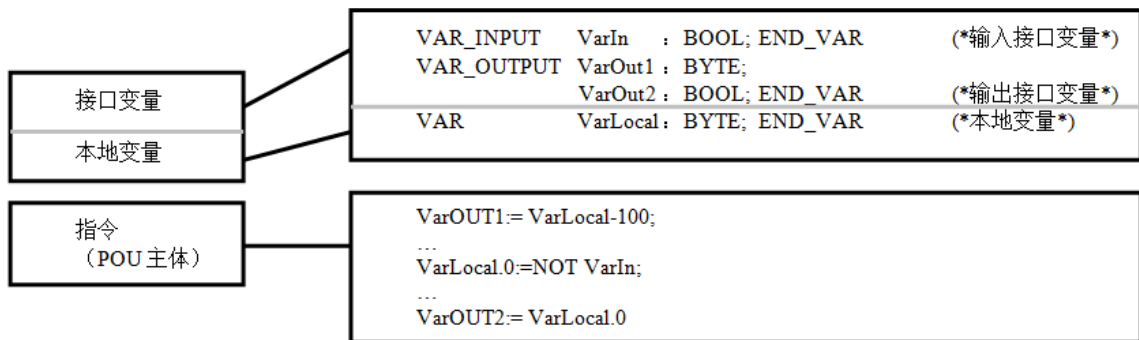 接口变量
本地变量
VAR_INPUT VarIn ：BOOL; END_VAR (*输入接口变量*)
VAR_OUTPUT VarOut1：BYTE;
VarOut2：BOOL; END_VAR (*输出接口变量*)
VAR VarLocal：BYTE; END_VAR (*本地变量*)
指令
（POU 主体）
VarOUT1:= VarLocal-100;
…
VarLocal.0:=NOT VarIn;
…
VarOUT2:= VarLocal.0